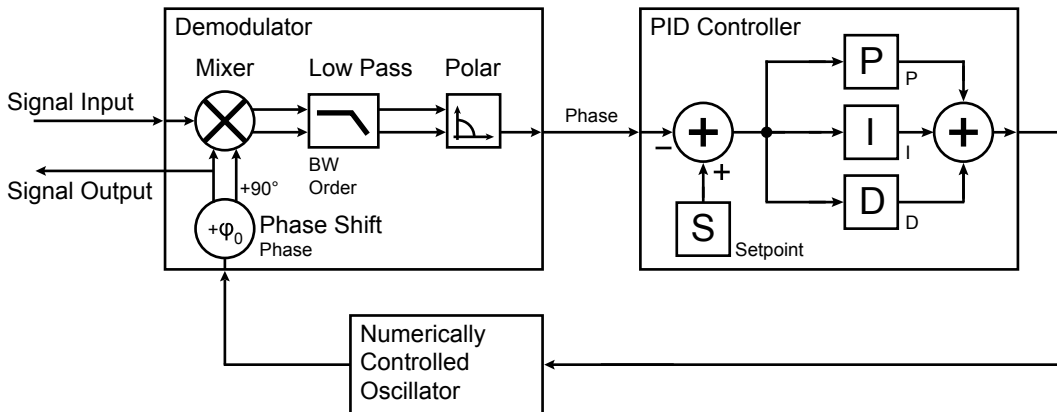 Demodulator
Mixer
Low Pass
Polar
Signal Input
Signal Output
BW
Order
+90°
+φ0
Phase Shift
Phase
Phase
PID Controller
−
+
+
S
Setpoint
P
P
I
I
D
D
+
Numerically
Controlled
Oscillator